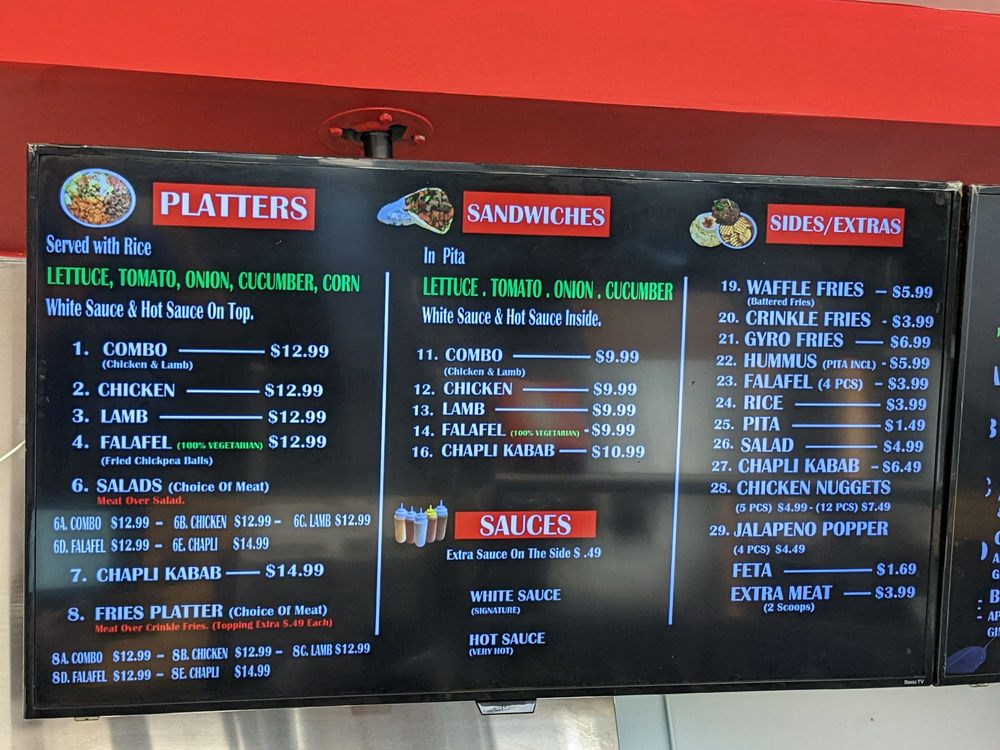 PLATTERS
Served with Rice
LETTUCE, TOMATO, ONION, CUCUMBER, CORN
White Sauce & Hot Sauce On Top.
1. COMBO $12.99
(Chicken & Lamb)
2. CHICKEN $12.99
3. LAMB $12.99
4. FALAFEL (100% VEGETARIAN) $12.99
(Fried Chickpea Balls)
6. SALADS (Choice Of Meat)
Meat Over Salad.
6A. COMBO $12.99 - 6B. CHICKEN $12.99 - 6C. LAMB $12.99
6D. FALAFEL $12.99 - 6E. CHAPLI $14.99
7. CHAPLI KABAB $14.99
8. FRIES PLATTER (Choice Of Meat)
Meat Over Crinkle Fries. (Topping Extra $.49 Each)
8A. COMBO $12.99 - 8B. CHICKEN $12.99 - 8C. LAMB $12.99
8D. FALAFEL $12.99 - 8E. CHAPLI $14.99
SANDWICHES
In Pita
LETTUCE . TOMATO . ONION . CUCUMBER
White Sauce & Hot Sauce Inside.
11. COMBO $9.99
(Chicken & Lamb)
12. CHICKEN $9.99
13. LAMB $9.99
14. FALAFEL (100% VEGETARIAN) - $9.99
16. CHAPLI KABAB $10.99
SAUCES
Extra Sauce On The Side $ .49
WHITE SAUCE
(SIGNATURE)
HOT SAUCE
(VERY HOT)
SIDES/EXTRAS
19. WAFFLE FRIES - $5.99
(Battered Fries)
20. CRINKLE FRIES - $3.99
21. GYRO FRIES $6.99
22. HUMMUS (PITA INCL) - $5.99
23. FALAFEL (4 PCS) - $3.99
24. RICE $3.99
25. PITA $1.49
26. SALAD $4.99
27. CHAPLI KABAB - $6.49
28. CHICKEN NUGGETS
(5 PCS) $4.99 - (12 PCS) $7.49
29. JALAPENO POPPER
(4 PCS) $4.49
FETA $1.69
EXTRA MEAT $3.99
(2 Scoops)
Roku TV